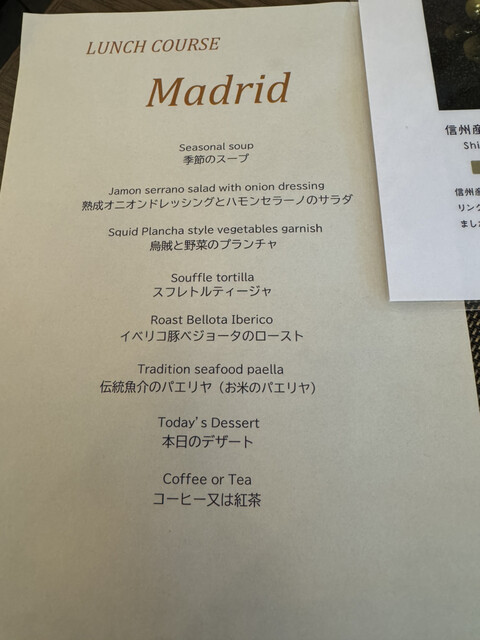 LUNCH COURSE
Madrid
Seasonal soup
季節のスープ
Jamon serrano salad with onion dressing
熟成オニオンドレッシングとハモンセラーノのサラダ
Squid Plancha style vegetables garnish
烏賊と野菜のプランチャ
Souffle tortilla
スフレトルティージャ
Roast Bellota Iberico
イベリコ豚ベジョータのロースト
Tradition seafood paella
伝統魚介のパエリヤ（お米のパエリヤ）
Today's Dessert
本日のデザート
Coffee or Tea
コーヒー又は紅茶
信州産
Shi
信州産
リンク
まし